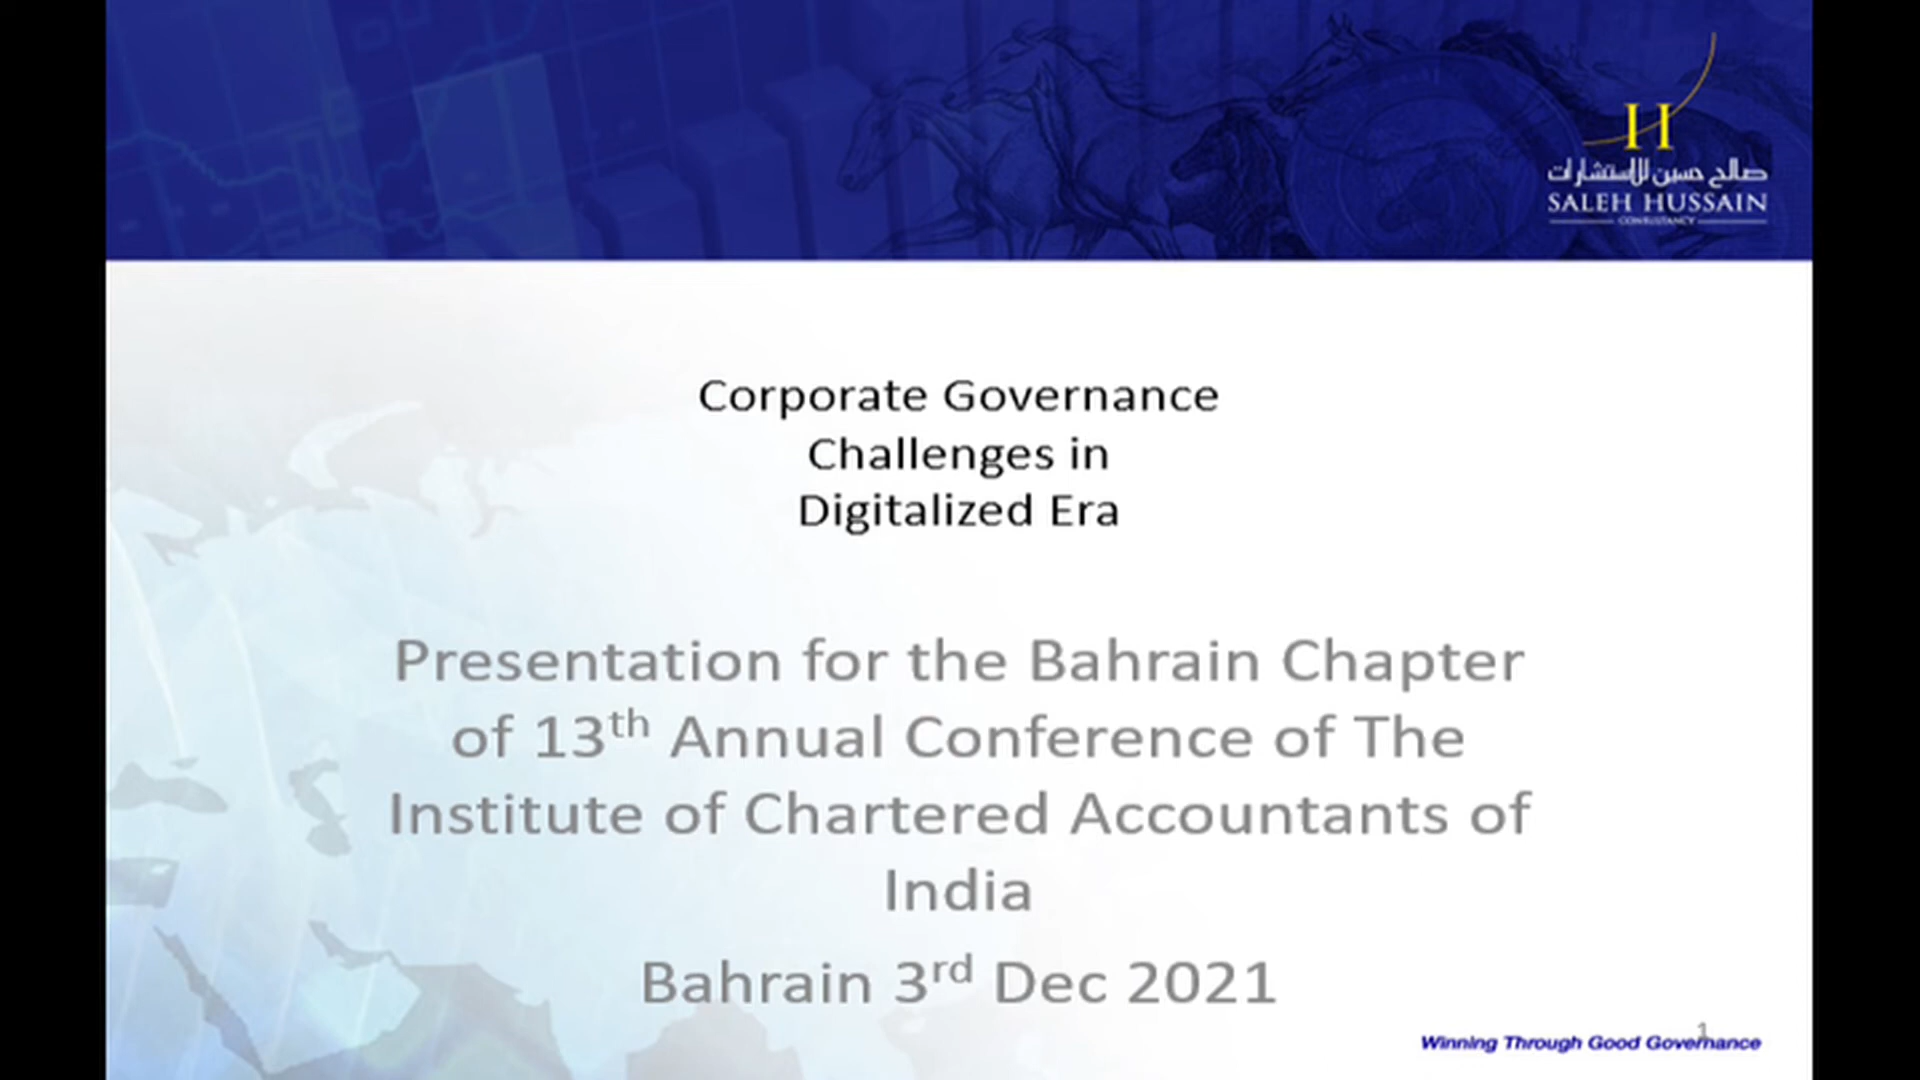 صالح حسين للاستشارات
SALEH HUSSAIN
CONSULTANCY
Corporate Governance
Challenges in
Digitalized Era
Presentation for the Bahrain Chapter
of 13th Annual Conference of The
Institute of Chartered Accountants of
India
Bahrain 3rd Dec 2021
1
Winning Through Good Governance